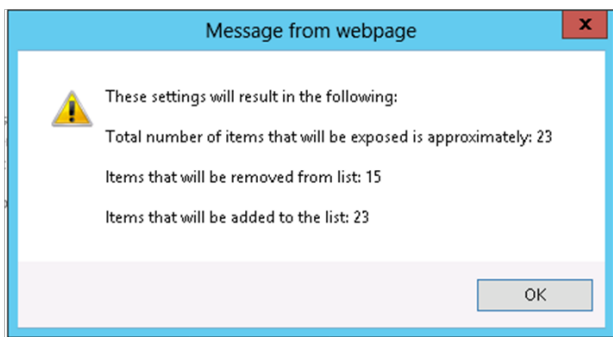 Message from webpage
x
These settings will result in the following:
Total number of items that will be exposed is approximately: 23
Items that will be removed from list: 15
Items that will be added to the list: 23
OK